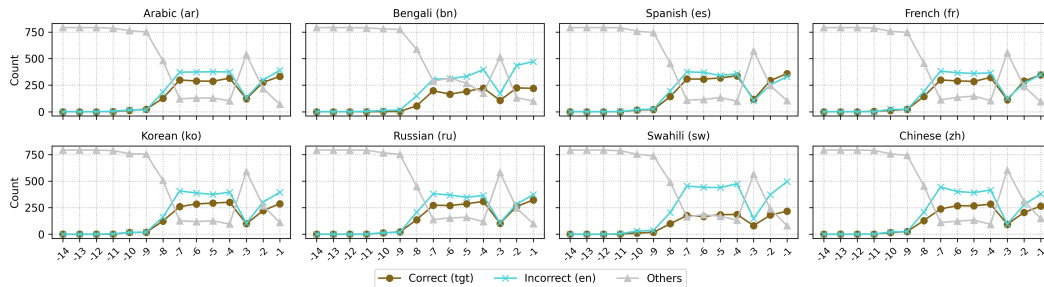 Arabic (ar)
Bengali (bn)
Spanish (es)
French (fr)
750
500
250
0
Count
Korean (ko)
Russian (ru)
Swahili (sw)
Chinese (zh)
750
500
250
0
Count
-14 -13 -12 -11 -10 -9 -8 -7 -6 -5 -4 -3 -2 -1
-14 -13 -12 -11 -10 -9 -8 -7 -6 -5 -4 -3 -2 -1
-14 -13 -12 -11 -10 -9 -8 -7 -6 -5 -4 -3 -2 -1
-14 -13 -12 -11 -10 -9 -8 -7 -6 -5 -4 -3 -2 -1
Correct (tgt) Incorrect (en) Others